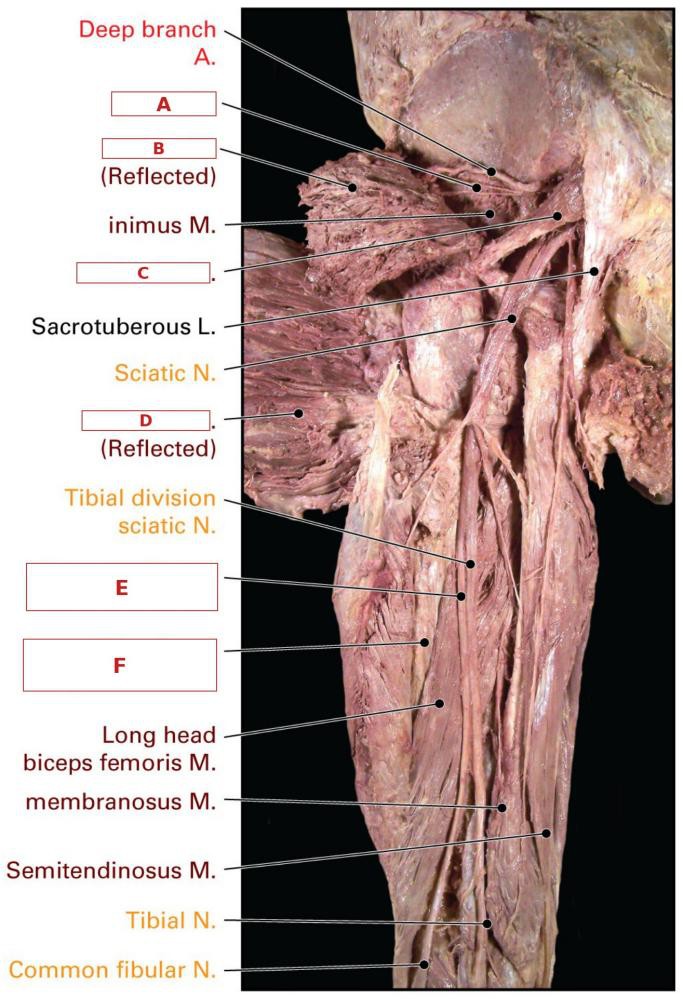 Deep branch
A.
A
B
(Reflected)
inimus M.
C
.
Sacrotuberous L.
Sciatic N.
D
.
(Reflected)
Tibial division
sciatic N.
E
F
Long head
biceps femoris M.
membranosus M.
Semitendinosus M.
Tibial N.
Common fibular N.